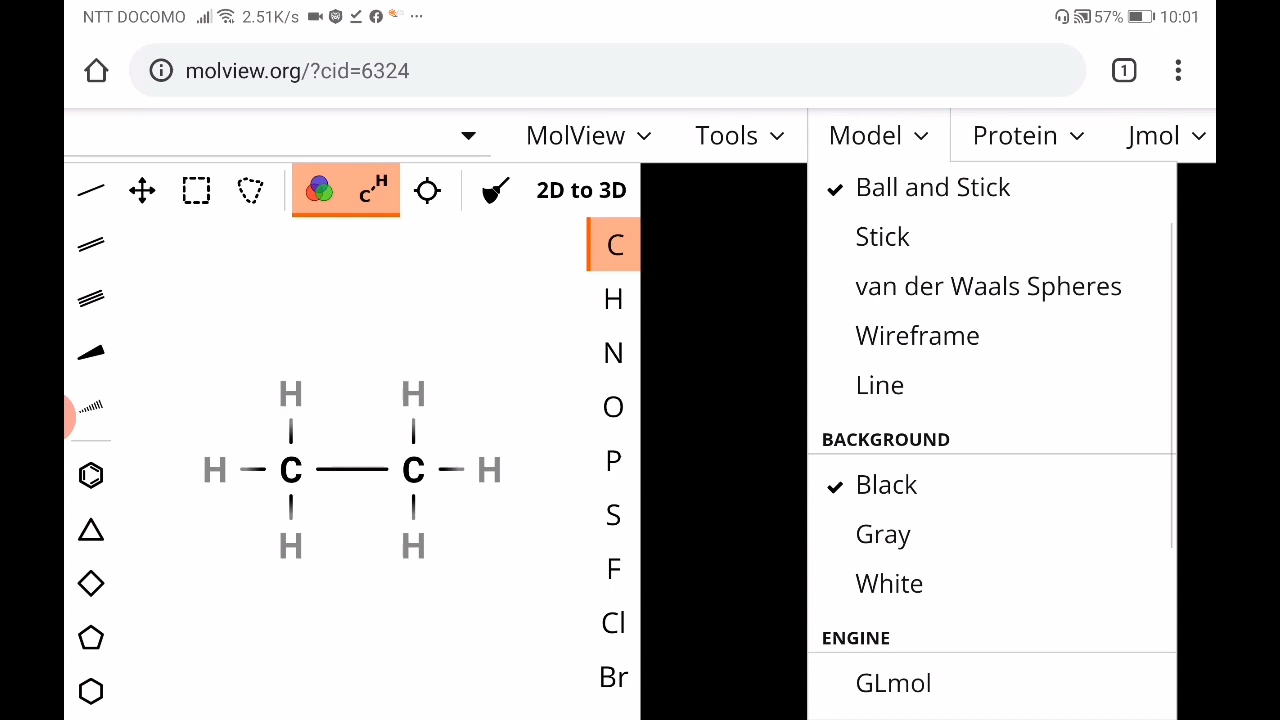 NTT DOCOMO 2.51K/s ... 57% 10:01
molview.org/?cid=6324 1
MolView Tools Model Protein Jmol
C H 2D to 3D
Ball and Stick
Stick
van der Waals Spheres
Wireframe
Line
BACKGROUND
Black
Gray
White
ENGINE
GLmol
C
H
N
O
P
S
F
Cl
Br
H H
H C C H
H H